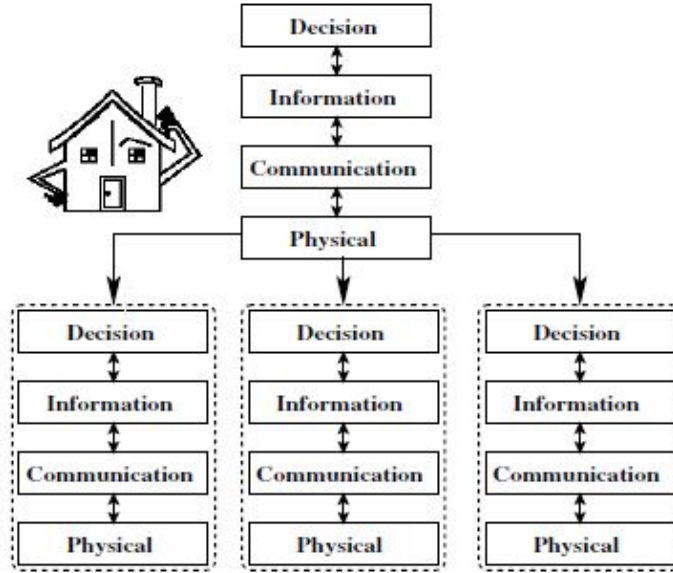 Decision
Information
Communication
Physical
Decision Decision Decision
Information Information Information
Communication Communication Communication
Physical Physical Physical